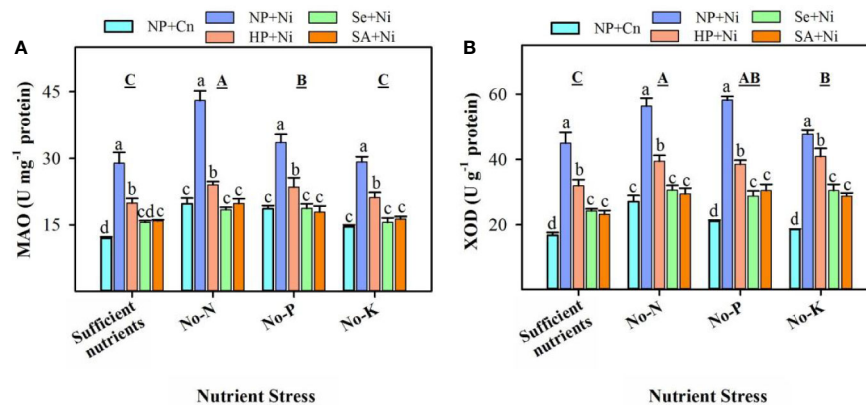 A
NP+Cn
NP+Ni
HP+Ni
Se+Ni
SA+Ni
MAO (U mg⁻¹ protein)
45
30
15
C
A
B
C
d a b cd c
c a b c c
c a b c c
c a b c c
Sufficient
nutrients
No-N
No-P
No-K
Nutrient Stress
B
NP+Cn
NP+Ni
HP+Ni
Se+Ni
SA+Ni
XOD (U g⁻¹ protein)
60
40
20
C
A
AB
B
d a b c c
c a b c c
d a b c c
d a b c c
Sufficient
nutrients
No-N
No-P
No-K
Nutrient Stress